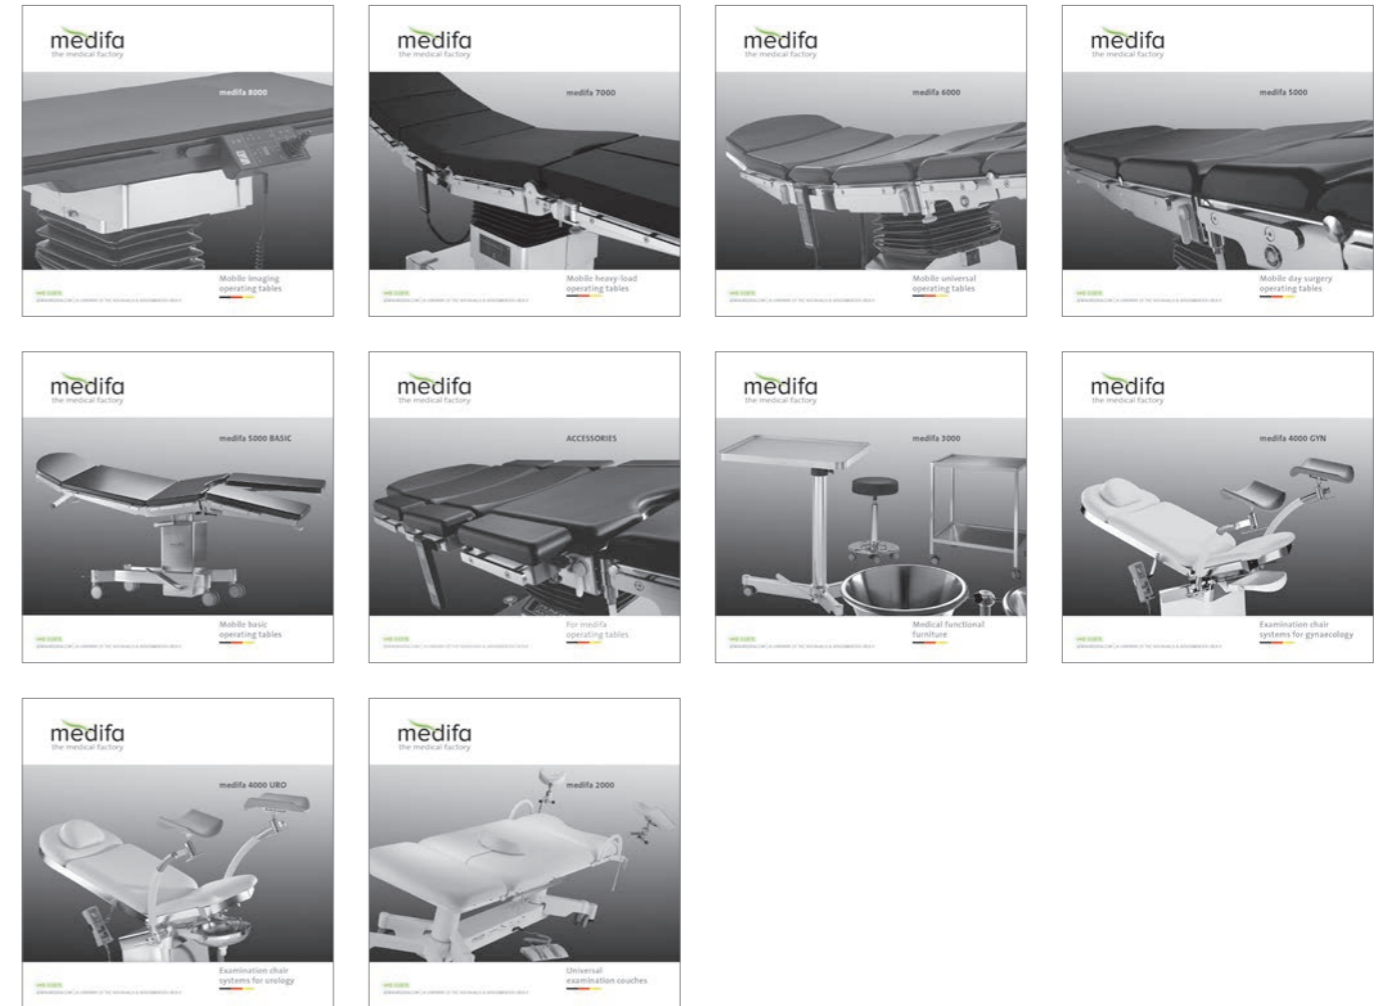 medifa
the medical factory
medifa 8000
Mobile imaging
operating tables
medifa
the medical factory
medifa 7000
Mobile heavy-load
operating tables
medifa
the medical factory
medifa 6000
Mobile universal
operating tables
medifa
the medical factory
medifa 5000
Mobile day surgery
operating tables
medifa
the medical factory
medifa 5000 BASIC
Mobile basic
operating tables
medifa
the medical factory
ACCESSORIES
For medifa
operating tables
medifa
the medical factory
medifa 3000
Medical functional
furniture
medifa
the medical factory
medifa 4000 GYN
Examination chair
systems for gynaecology
medifa
the medical factory
medifa 4000 URO
Examination chair
systems for urology
medifa
the medical factory
medifa 2000
Universal
examination couches